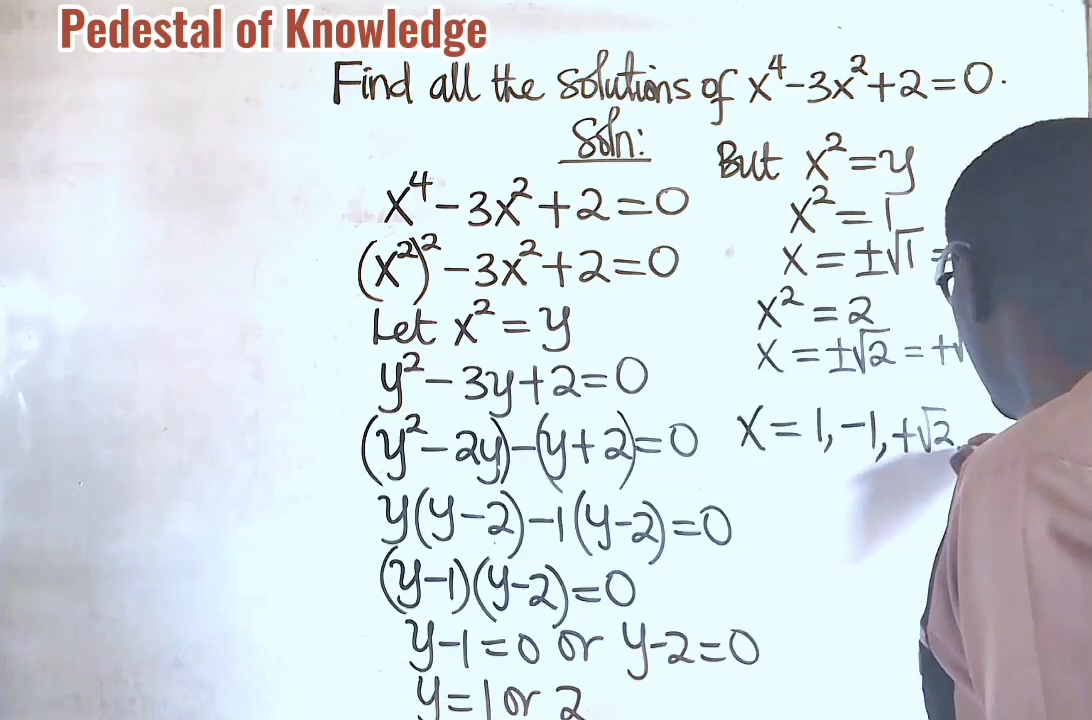 Pedestal of Knowledge
Find all the solutions of x⁴-3x²+2=0.
Soln:
x⁴-3x²+2=0
(x²)²-3x²+2=0
Let x²=y
y²-3y+2=0
(y²-2y)-(y+2)=0
y(y-2)-1(y-2)=0
(y-1)(y-2)=0
y-1=0 or y-2=0
y=1 or 2
But x²=y
x²=1
x=±√1=
x²=2
x=±√2=+√
x=1,-1,+√2,